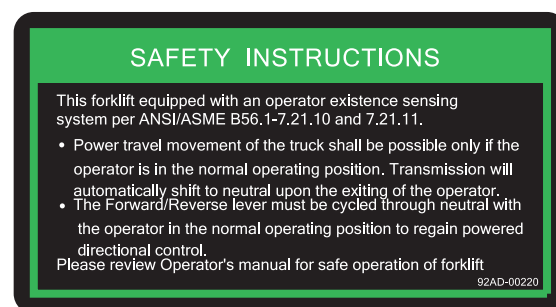 SAFETY INSTRUCTIONS
This forklift equipped with an operator existence sensing
system per ANSI/ASME B56.1-7.21.10 and 7.21.11.
• Power travel movement of the truck shall be possible only if the
operator is in the normal operating position. Transmission will
automatically shift to neutral upon the exiting of the operator.
• The Forward/Reverse lever must be cycled through neutral with
the operator in the normal operating position to regain powered
directional control.
Please review Operator's manual for safe operation of forklift
92AD-00220